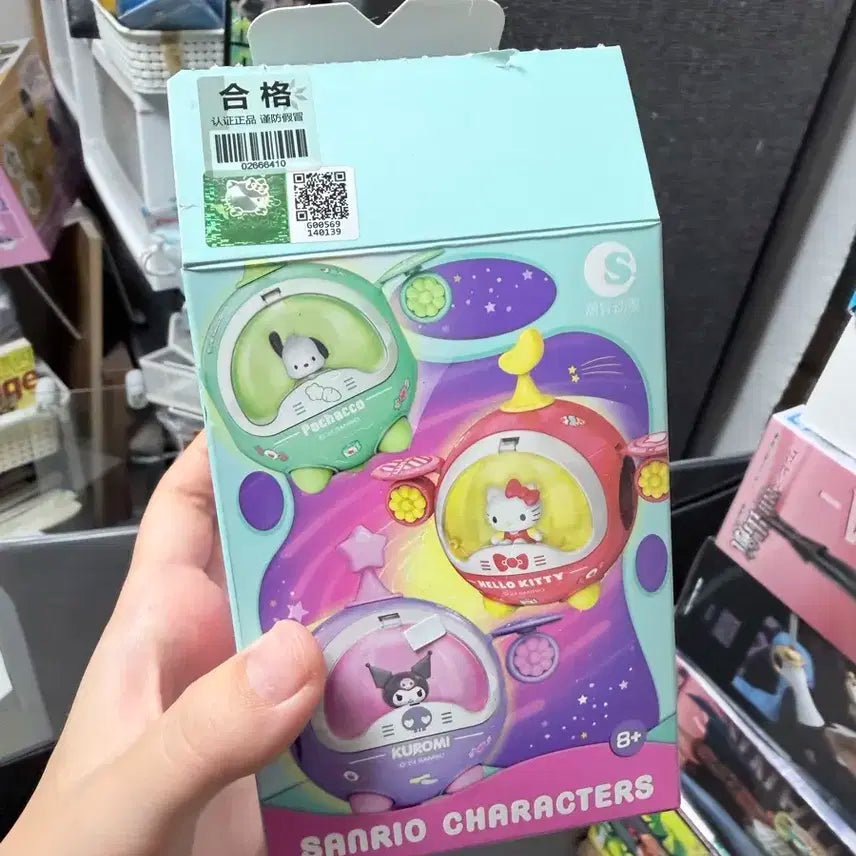 合格
认证正品 谨防假冒
02666410
G00569
140139
S
Pochacco
HELLO KITTY
KUROMI
8+
SANRIO CHARACTERS